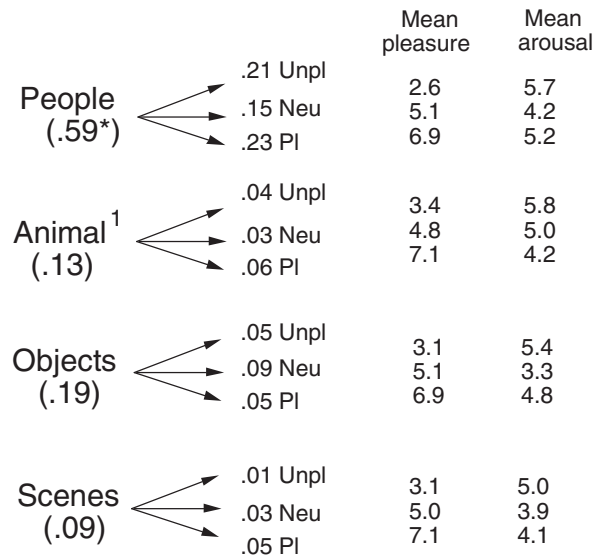 Mean pleasure Mean arousal
People (.59*)
.21 Unpl 2.6 5.7
.15 Neu 5.1 4.2
.23 Pl 6.9 5.2
Animal 1 (.13)
.04 Unpl 3.4 5.8
.03 Neu 4.8 5.0
.06 Pl 7.1 4.2
Objects (.19)
.05 Unpl 3.1 5.4
.09 Neu 5.1 3.3
.05 Pl 6.9 4.8
Scenes (.09)
.01 Unpl 3.1 5.0
.03 Neu 5.0 3.9
.05 Pl 7.1 4.1